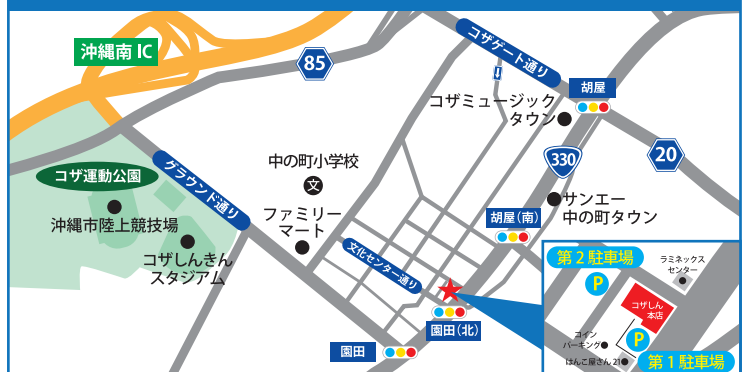 沖縄南 IC
85
コザゲート通り
胡屋
コザミュージック
タウン
330
20
コザ運動公園
グラウンド通り
中の町小学校
文
沖縄市陸上競技場
コザしんきん
スタジアム
ファミリー
マート
サンエー
中の町タウン
胡屋(南)
文化センター通り
園田(北)
園田
第2駐車場
P
ラミネックス
センター
コザしん
本店
コイン
パーキング
P
はんこ屋さん21
第1駐車場